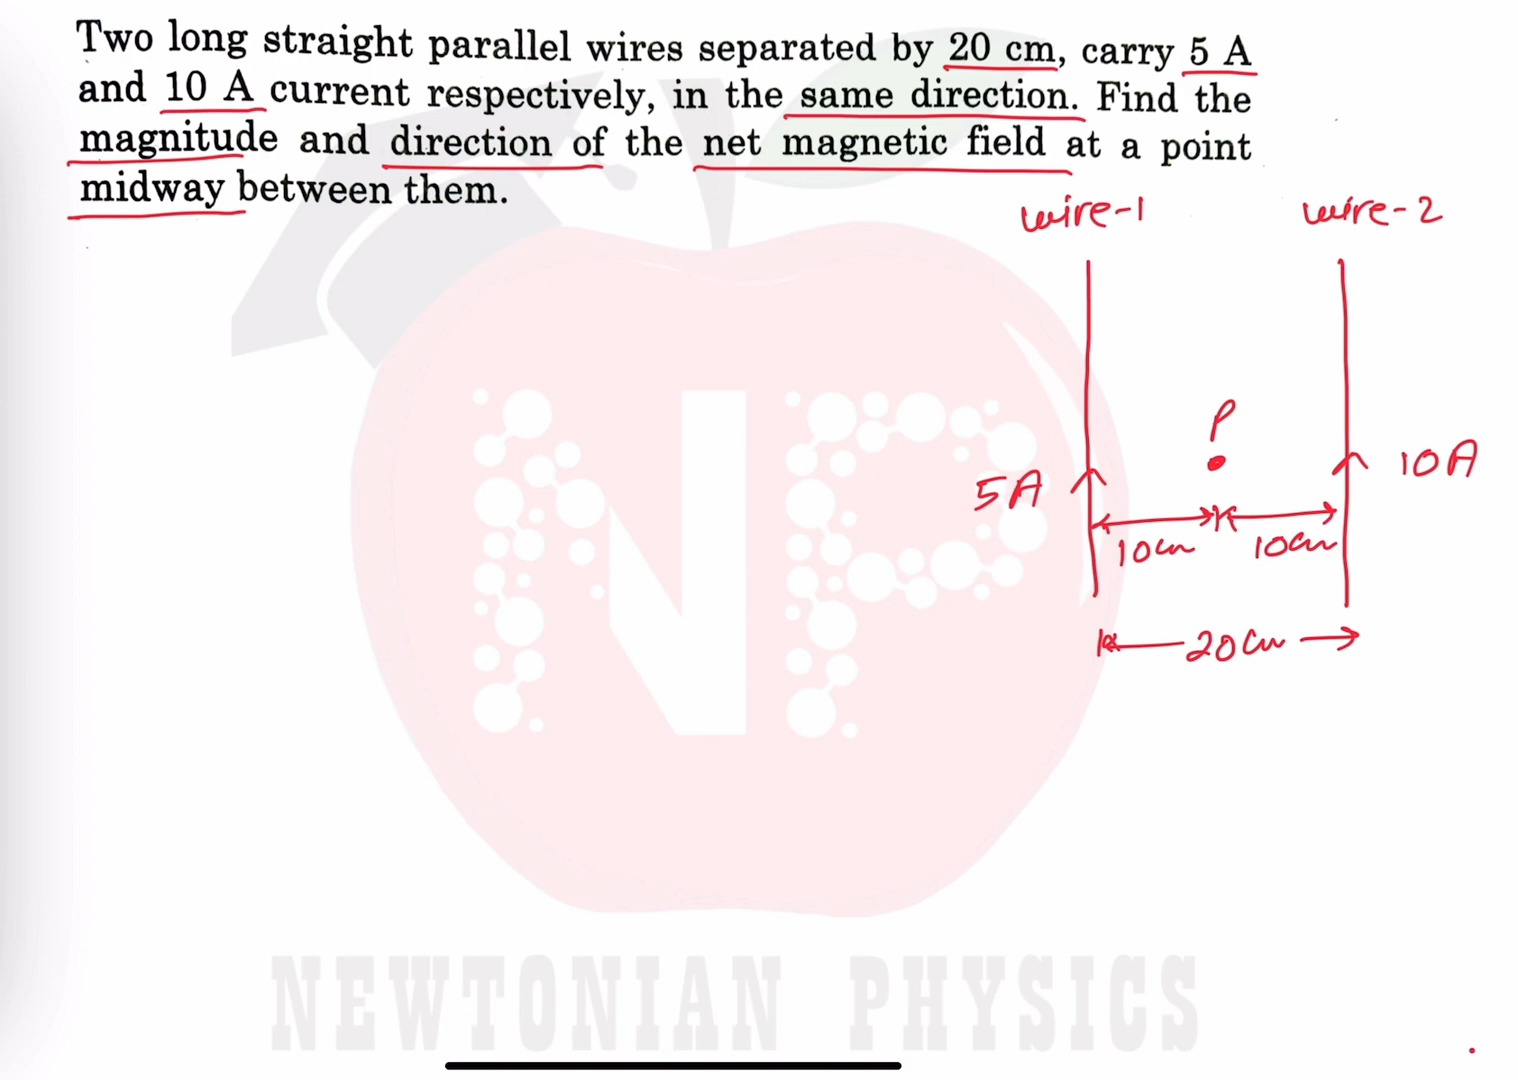 Two long straight parallel wires separated by 20 cm, carry 5 A
and 10 A current respectively, in the same direction. Find the
magnitude and direction of the net magnetic field at a point
midway between them.
wire-1 wire-2
P
5A 10A
10cm 10cm
20cm
NP
NEWTONIAN PHYSICS